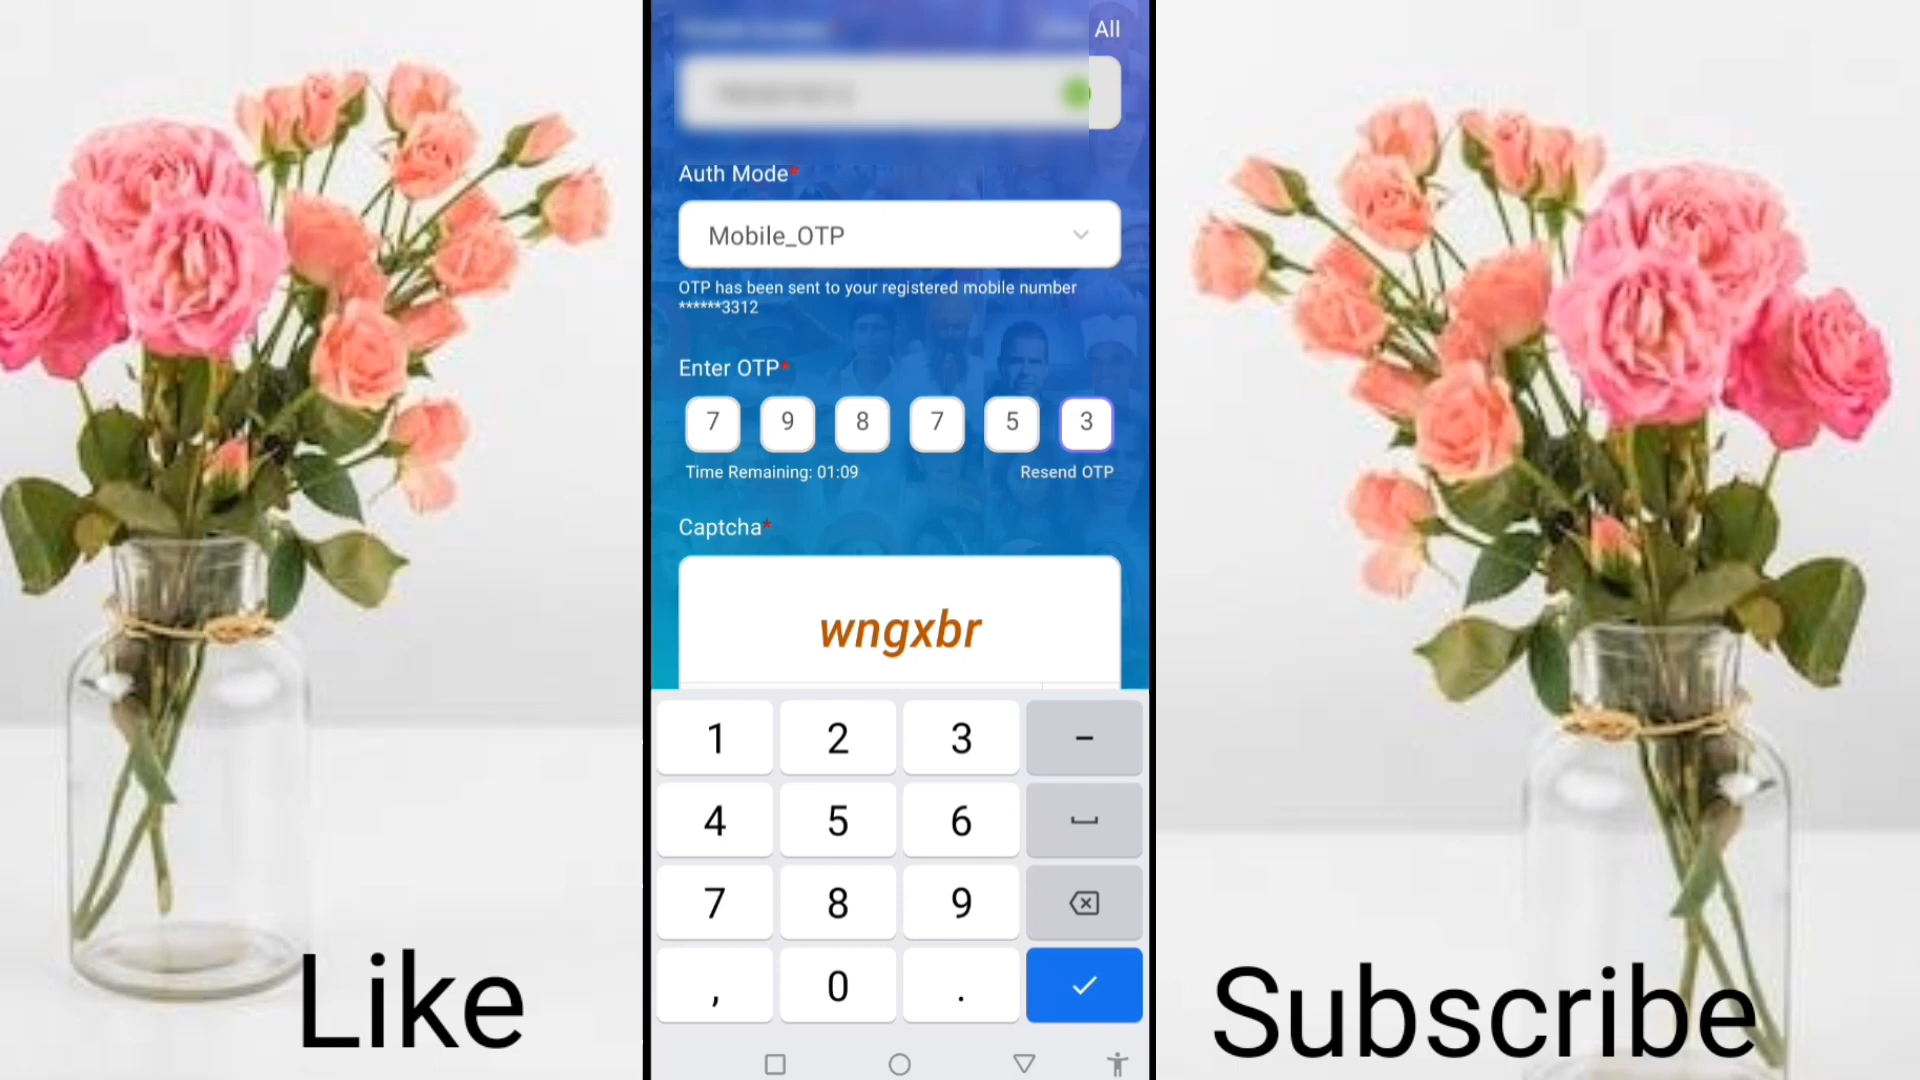 All
Auth Mode*
Mobile_OTP
OTP has been sent to your registered mobile number
******3312
Enter OTP*
7 9 8 7 5 3
Time Remaining: 01:09 Resend OTP
Captcha*
wngxbr
1 2 3 -
4 5 6
7 8 9
, 0 .
Like
Subscribe